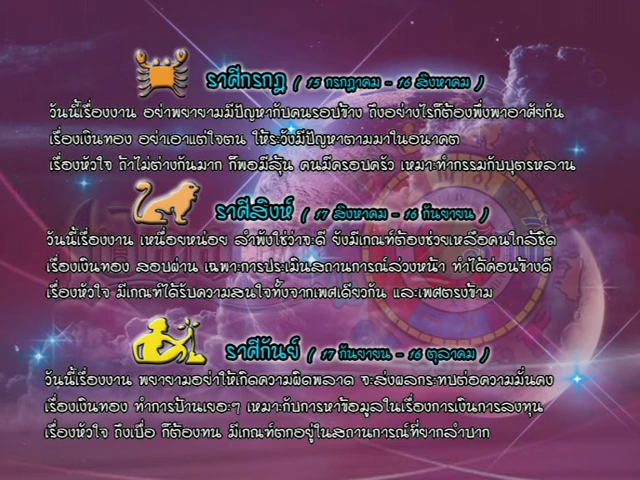 ราศีกรกฎ ( 15 กรกฎาคม - 16 สิงหาคม )
วันนี้เรื่องงาน อย่าพยายามมีปัญหากับคนรอบข้าง ถึงอย่างไรก็ต้องพึ่งพาอาศัยกัน
เรื่องเงินทอง อย่าเอาแต่ใจตน ให้ระวังมีปัญหาตามมาในอนาคต
เรื่องหัวใจ ถ้าไม่ต่างกันมาก ก็พอมีลุ้น คนมีครอบครัว เหมาะทำกรรมกับบุตรหลาน
ราศีสิงห์ ( 17 สิงหาคม - 16 กันยายน )
วันนี้เรื่องงาน เหนื่อยหน่อย ลำพังใช่ว่าจะดี ยังมีเกณฑ์ต้องช่วยเหลือคนใกล้ชิด
เรื่องเงินทอง สอบผ่าน เฉพาะการประเมินสถานการณ์ล่วงหน้า ทำได้ค่อนข้างดี
เรื่องหัวใจ มีเกณฑ์ได้รับความสนใจทั้งจากเพศเดียวกัน และเพศตรงข้าม
ราศีกันย์ ( 17 กันยายน - 16 ตุลาคม )
วันนี้เรื่องงาน พยายามอย่าให้เกิดความผิดพลาด จะส่งผลกระทบต่อความมั่นคง
เรื่องเงินทอง ทำการบ้านเยอะๆ เหมาะกับการหาข้อมูลในเรื่องการเงินการลงทุน
เรื่องหัวใจ ถึงเบื่อ ก็ต้องทน มีเกณฑ์ตกอยู่ในสถานการณ์ที่ยากลำบาก